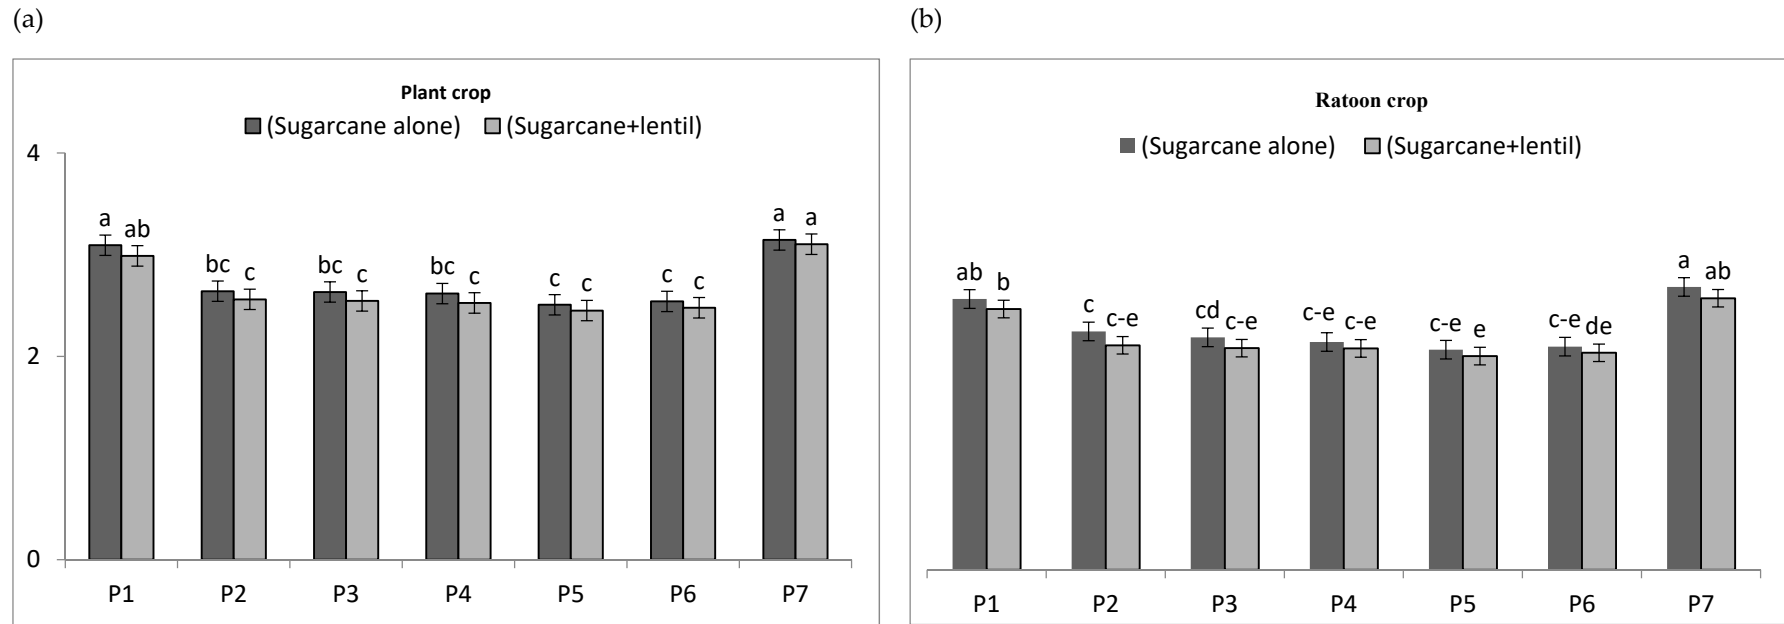 (a)
Plant crop
(Sugarcane alone) (Sugarcane+lentil)
4
2
0
a ab bc c bc c bc c c c c c a a
P1 P2 P3 P4 P5 P6 P7
(b)
Ratoon crop
(Sugarcane alone) (Sugarcane+lentil)
ab b c c-e cd c-e c-e c-e c-e e c-e de a ab
P1 P2 P3 P4 P5 P6 P7